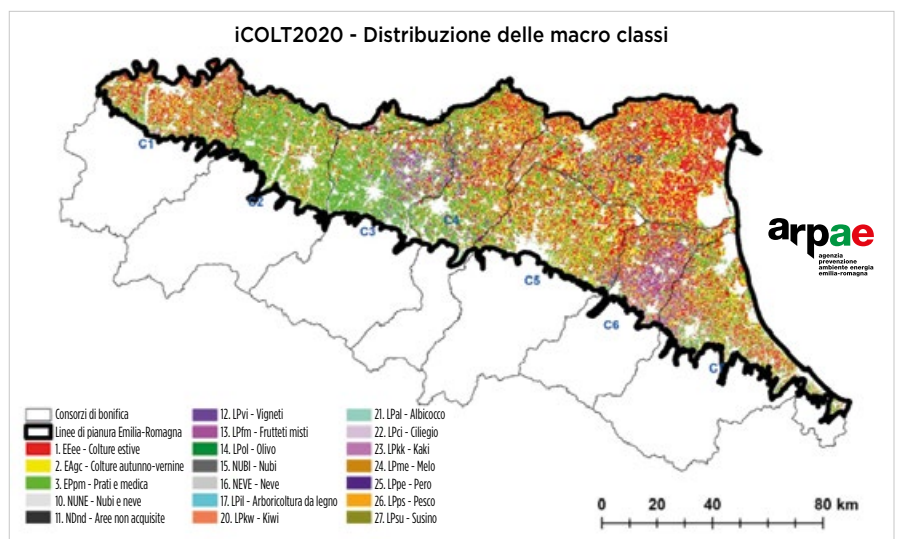 iCOLT2020 - Distribuzione delle macro classi
C1
C2
C3
C4
C5
C6
arpae
agenzia
prevenzione
ambiente energia
emilia-romagna
Consorzi di bonifica
Linee di pianura Emilia-Romagna
1. EEee - Colture estive
2. EAgc - Colture autunno-vernine
3. EPpm - Prati e medica
10. NUNE - Nubi e neve
11. NDnd - Aree non acquisite
12. LPvi - Vigneti
13. LPfm - Frutteti misti
14. LPol - Olivo
15. NUBI - Nubi
16. NEVE - Neve
17. LPil - Arboricoltura da legno
20. LPkw - Kiwi
21. LPal - Albicocco
22. LPci - Ciliegio
23. LPkk - Kaki
24. LPme - Melo
25. LPpe - Pero
26. LPps - Pesco
27. LPsu - Susino
0 20 40 80 km